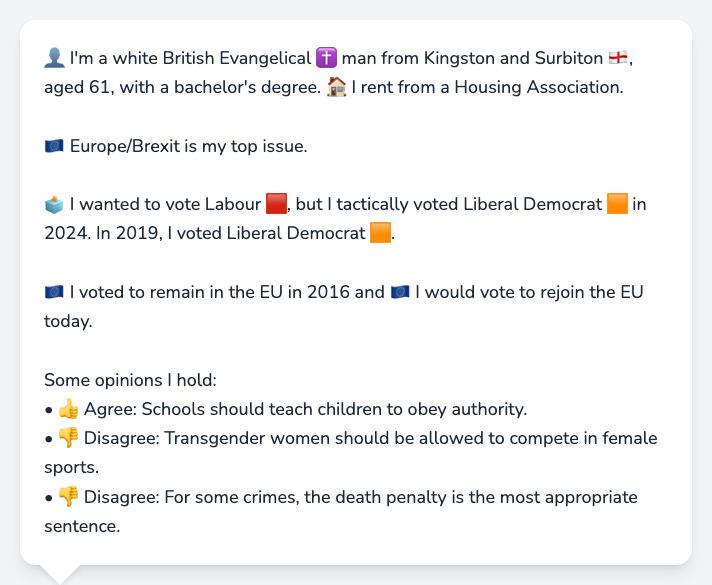 👤 I'm a white British Evangelical ✝️ man from Kingston and Surbiton 🏴󠁧󠁢󠁥󠁮󠁧󠁿,
aged 61, with a bachelor's degree. 🏠 I rent from a Housing Association.
🇪🇺 Europe/Brexit is my top issue.
🗳️ I wanted to vote Labour 🟥, but I tactically voted Liberal Democrat 🟧 in
2024. In 2019, I voted Liberal Democrat 🟧.
🇪🇺 I voted to remain in the EU in 2016 and 🇪🇺 I would vote to rejoin the EU
today.
Some opinions I hold:
• 👍 Agree: Schools should teach children to obey authority.
• 👎 Disagree: Transgender women should be allowed to compete in female
sports.
• 👎 Disagree: For some crimes, the death penalty is the most appropriate
sentence.